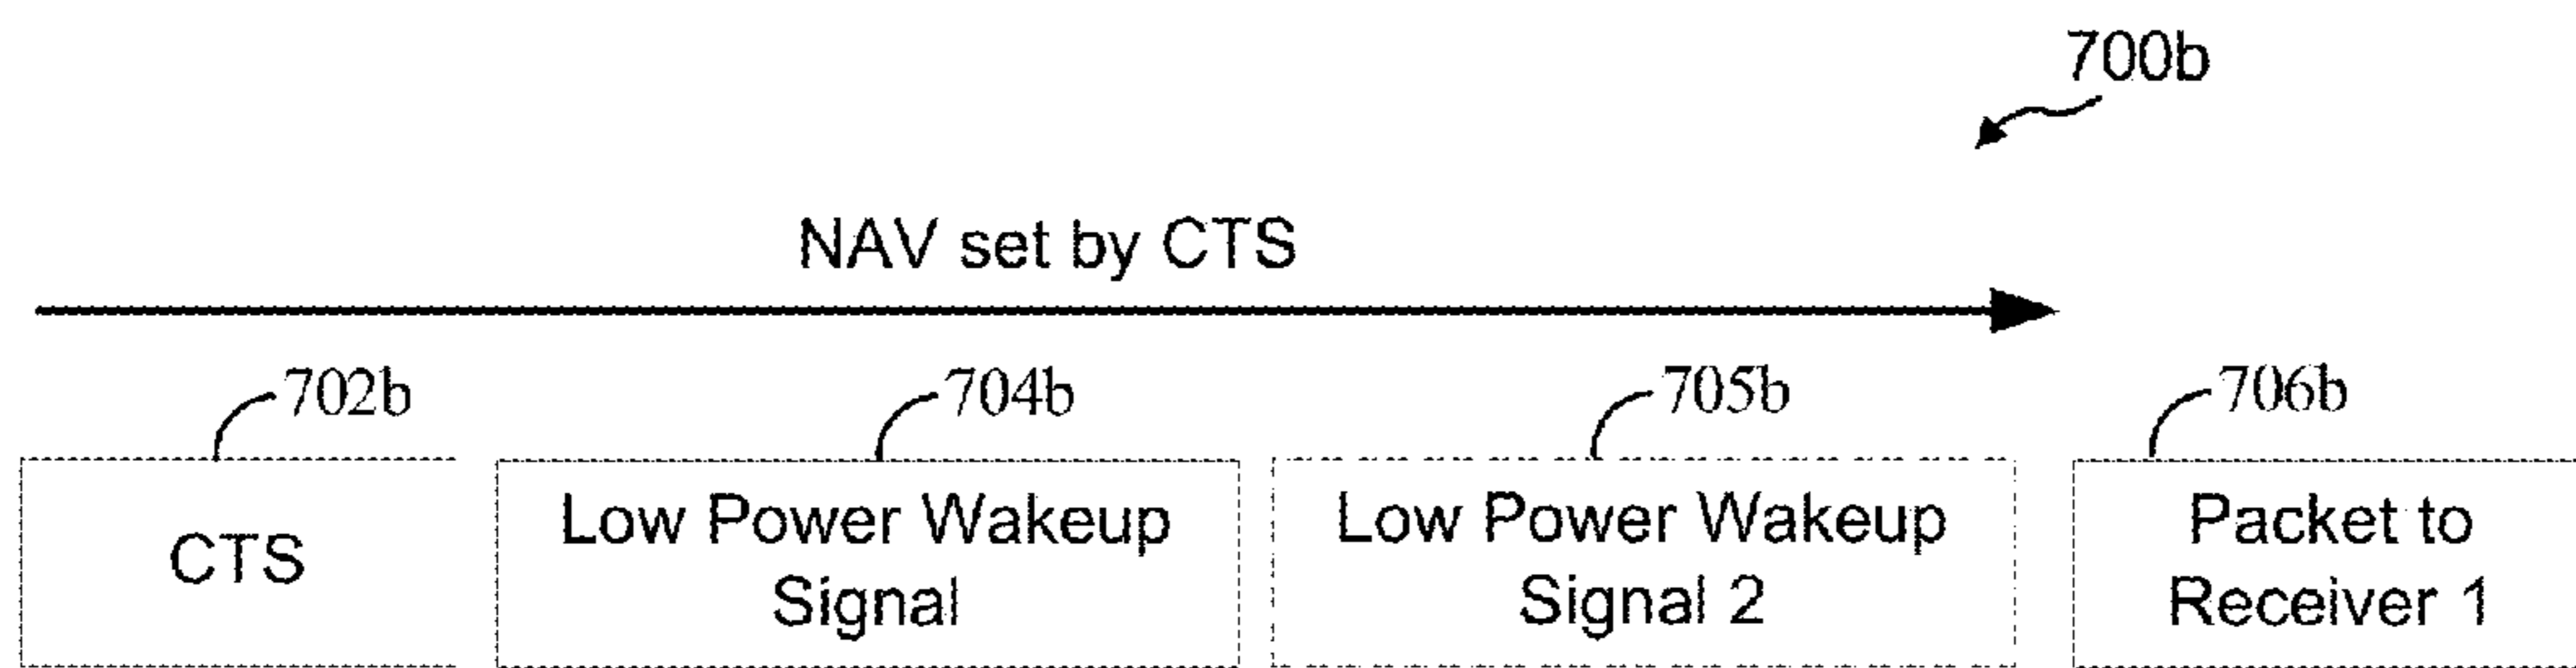 700b
NAV set by CTS
702b
704b
705b
706b
CTS
Low Power Wakeup
Signal
Low Power Wakeup
Signal 2
Packet to
Receiver 1